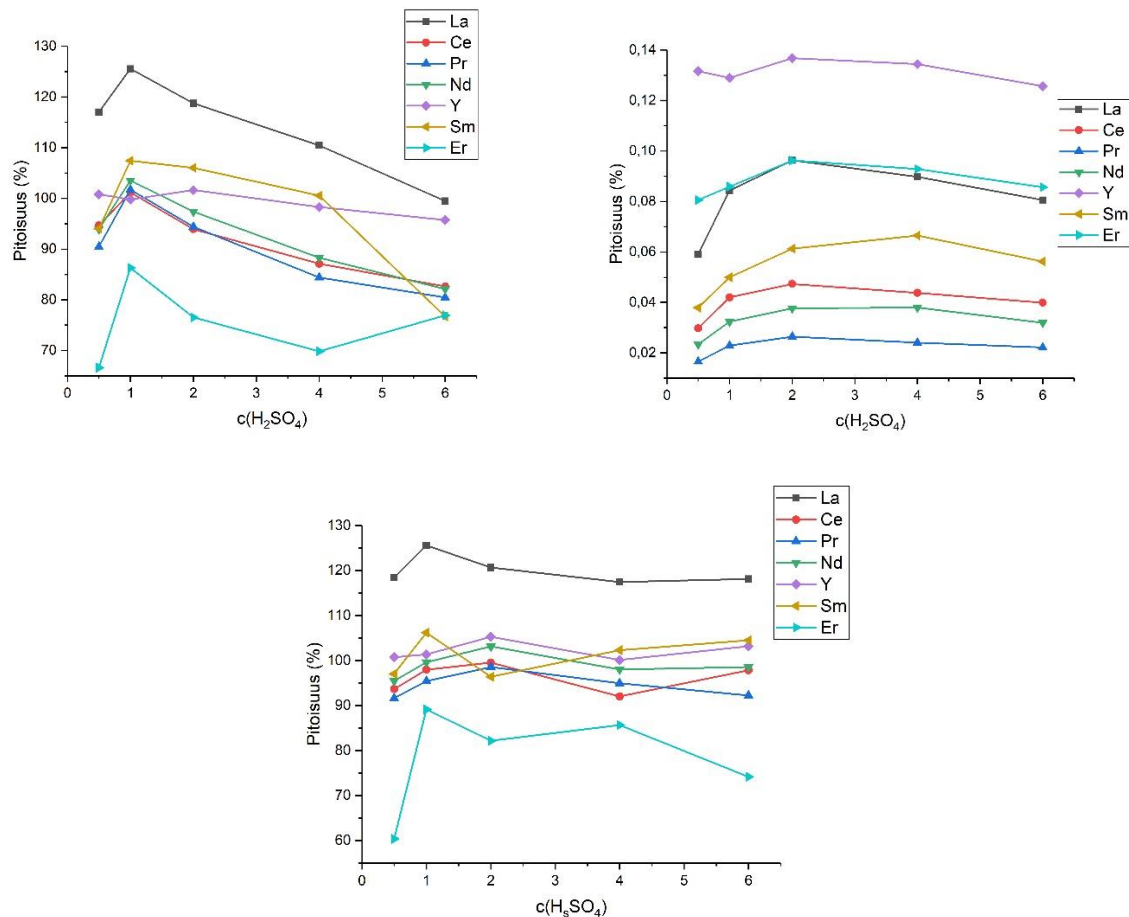 La
Ce
Pr
Nd
Y
Sm
Er
130
120
110
100
90
80
70
Pitoisuus (%)
0 1 2 3 4 5 6
c(H₂SO₄)
0,14
0,12
0,10
0,08
0,06
0,04
0,02
Pitoisuus (%)
La
Ce
Pr
Nd
Y
Sm
Er
0 1 2 3 4 5 6
c(H₂SO₄)
La
Ce
Pr
Nd
Y
Sm
Er
130
120
110
100
90
80
70
60
Pitoisuus (%)
0 1 2 3 4 5 6
c(HₛSO₄)